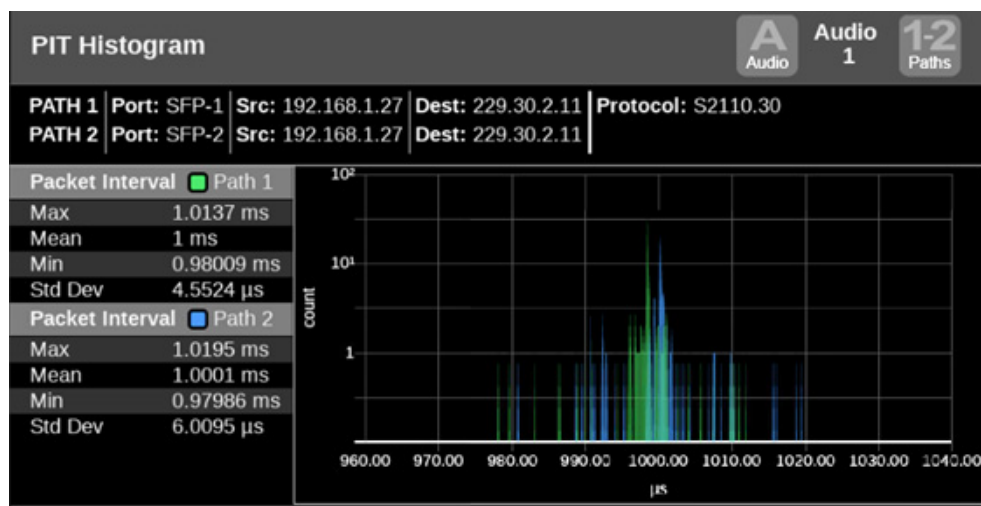 PIT Histogram
A
Audio
Audio
1
1-2
Paths
PATH 1 Port: SFP-1 Src: 192.168.1.27 Dest: 229.30.2.11 Protocol: S2110.30
PATH 2 Port: SFP-2 Src: 192.168.1.27 Dest: 229.30.2.11
Packet Interval Path 1
Max 1.0137 ms
Mean 1 ms
Min 0.98009 ms
Std Dev 4.5524 µs
Packet Interval Path 2
Max 1.0195 ms
Mean 1.0001 ms
Min 0.97986 ms
Std Dev 6.0095 µs
10²
10¹
1
count
960.00 970.00 980.00 990.00 1000.00 1010.00 1020.00 1030.00 1040.00
µs